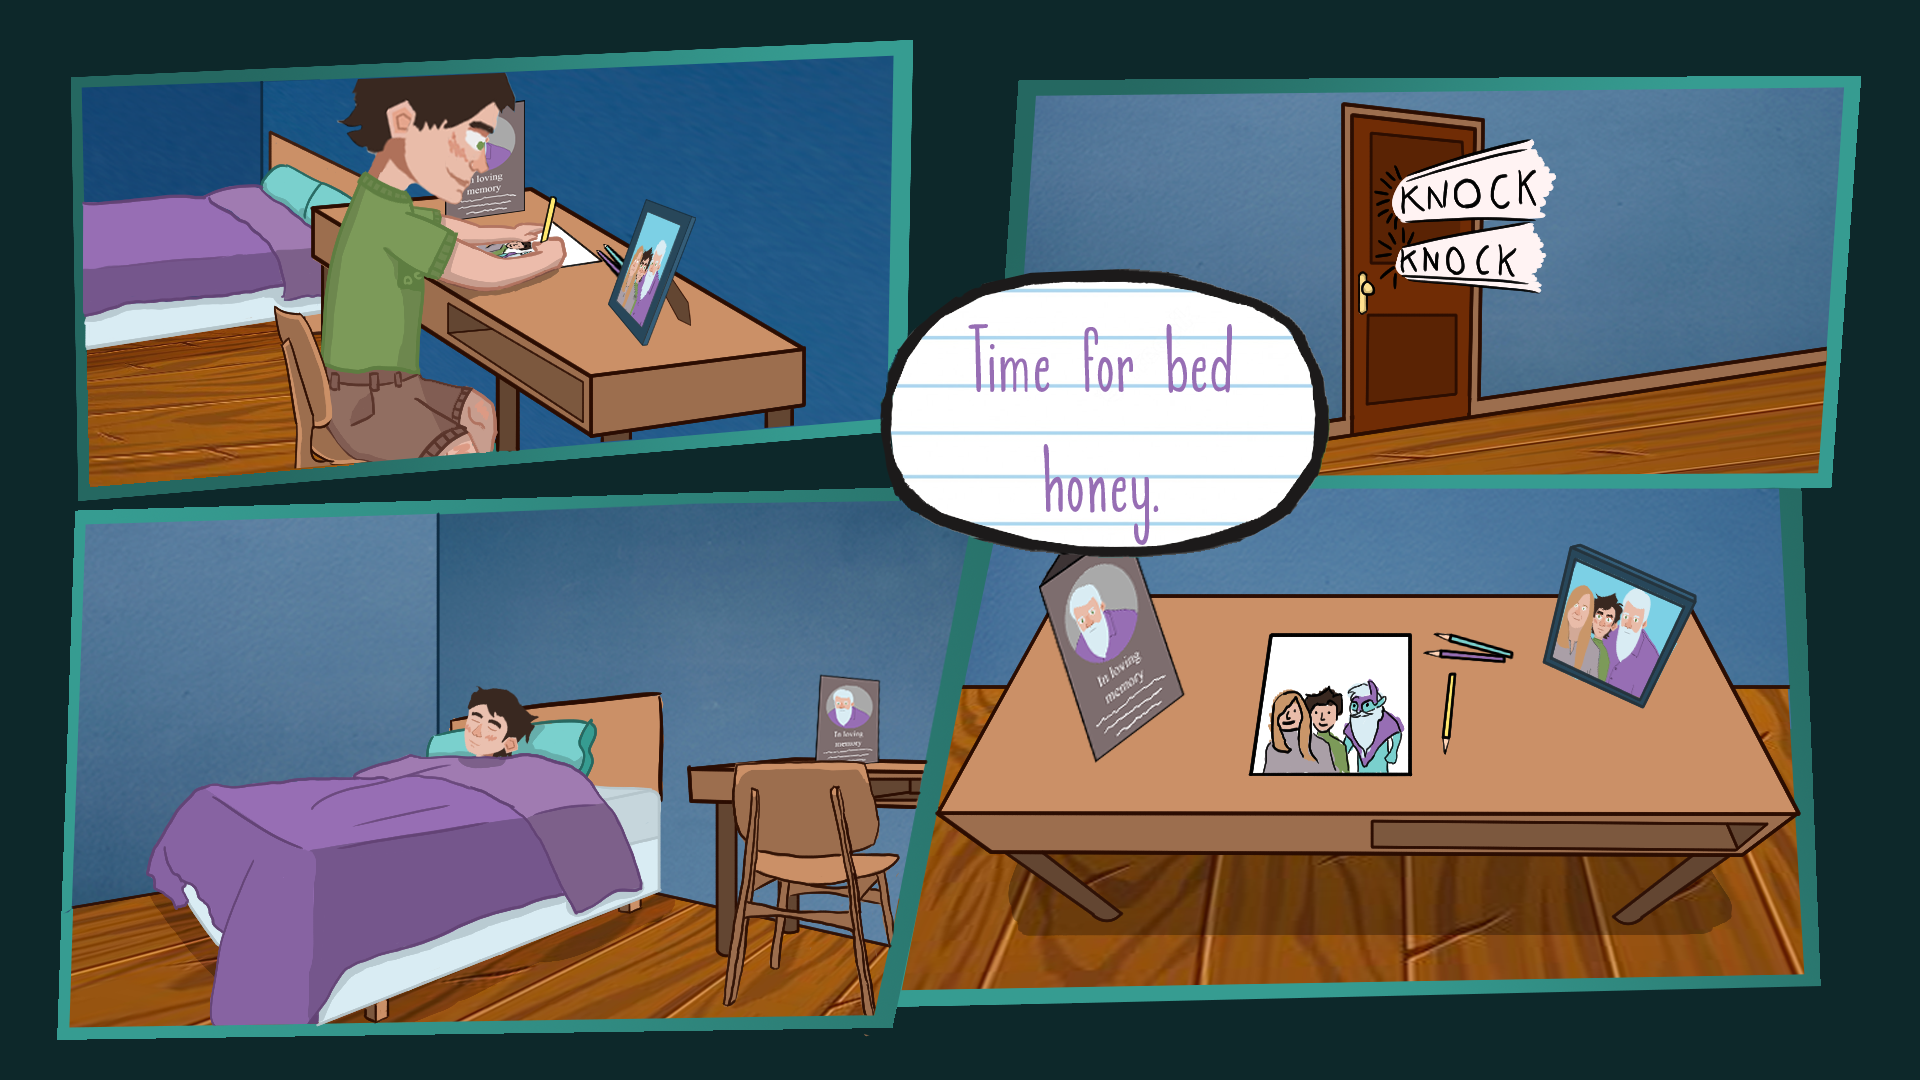 In loving
memory
KNOCK
KNOCK
Time for bed
honey.
In loving
memory
In loving
memory